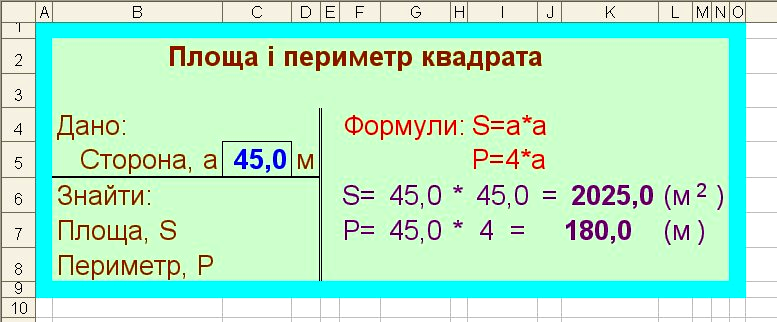 A B C D E F G H I J K L M N O
1
2 Площа і периметр квадрата
3
4 Дано: Формули: S=a*a
5 Сторона, а 45,0 м P=4*a
6 Знайти: S= 45,0 * 45,0 = 2025,0 (м 2 )
7 Площа, S P= 45,0 * 4 = 180,0 (м )
8 Периметр, P
9
10